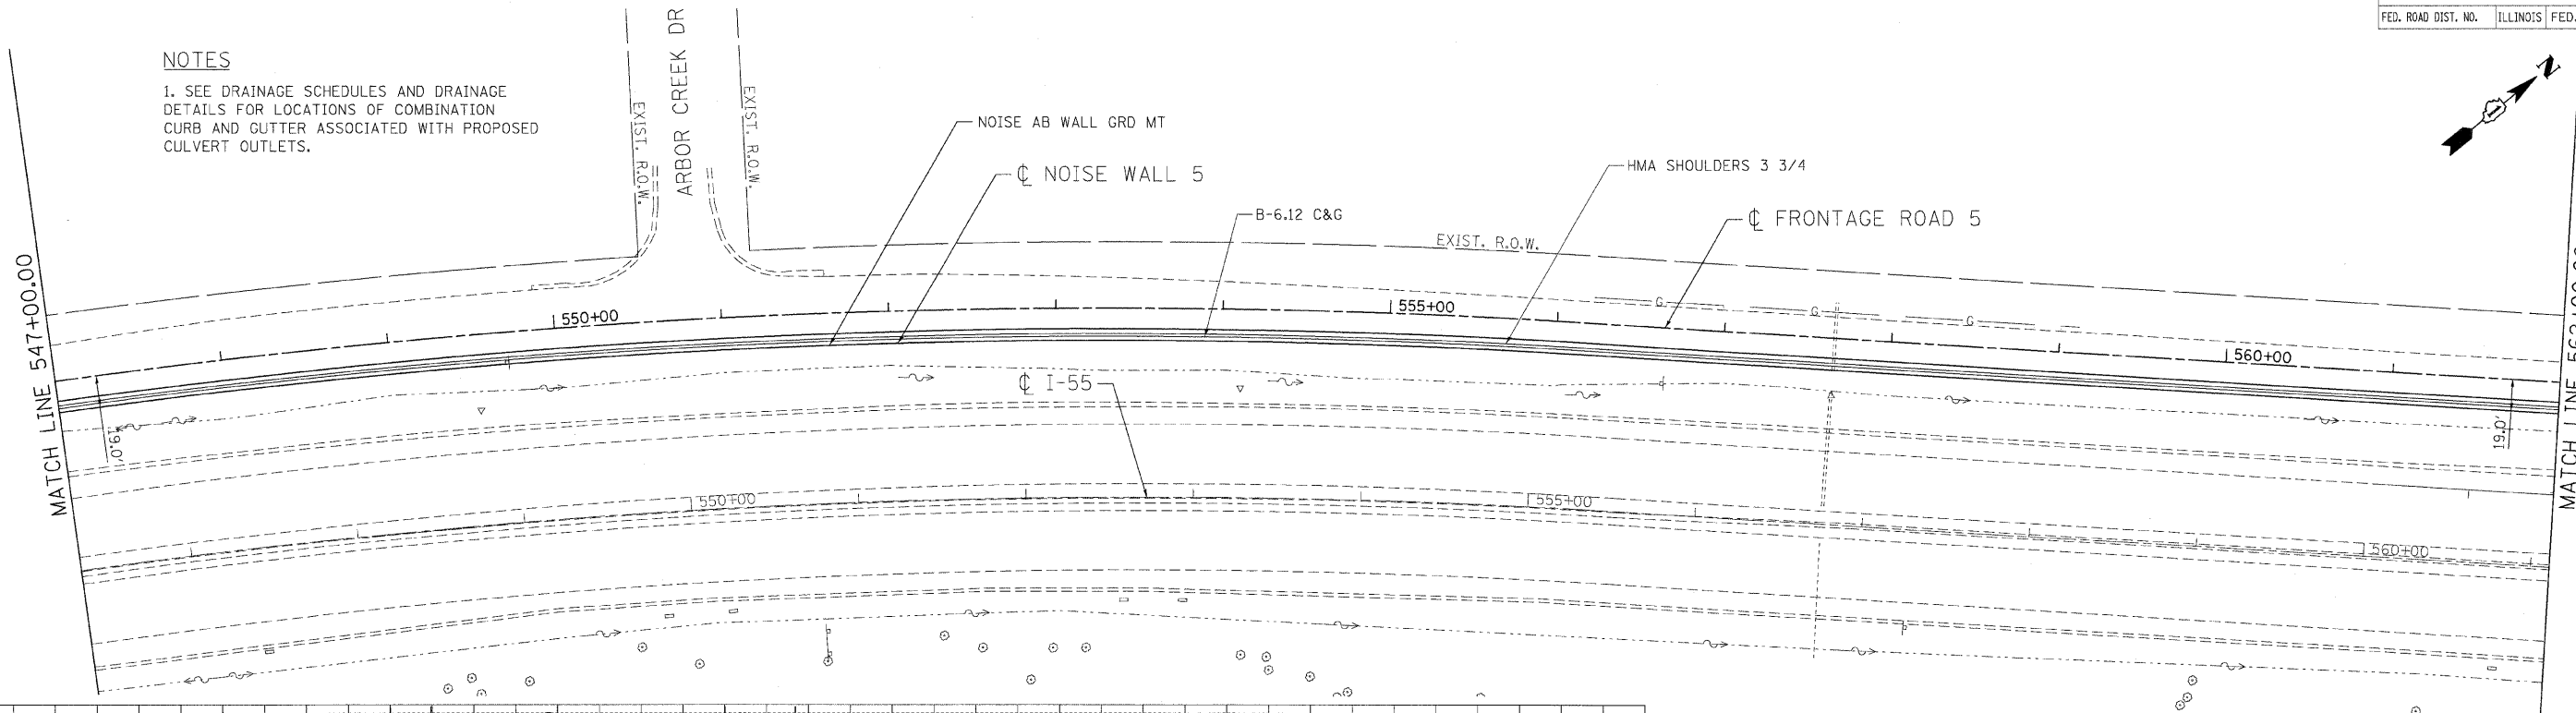 FED. ROAD DIST. NO. ILLINOIS FED.
NOTES
1. SEE DRAINAGE SCHEDULES AND DRAINAGE
DETAILS FOR LOCATIONS OF COMBINATION
CURB AND GUTTER ASSOCIATED WITH PROPOSED
CULVERT OUTLETS.
EXIST. R.O.W.
ARBOR CREEK DR
EXIST. R.O.W.
N
NOISE AB WALL GRD MT
℄ NOISE WALL 5
HMA SHOULDERS 3 3/4
B-6.12 C&G
℄ FRONTAGE ROAD 5
EXIST. R.O.W.
MATCH LINE 547+00.00
550+00
555+00
G
G
G
560+00
℄ I-55
19.0'
19.0'
MATCH LINE
550+00
555+00
560+00